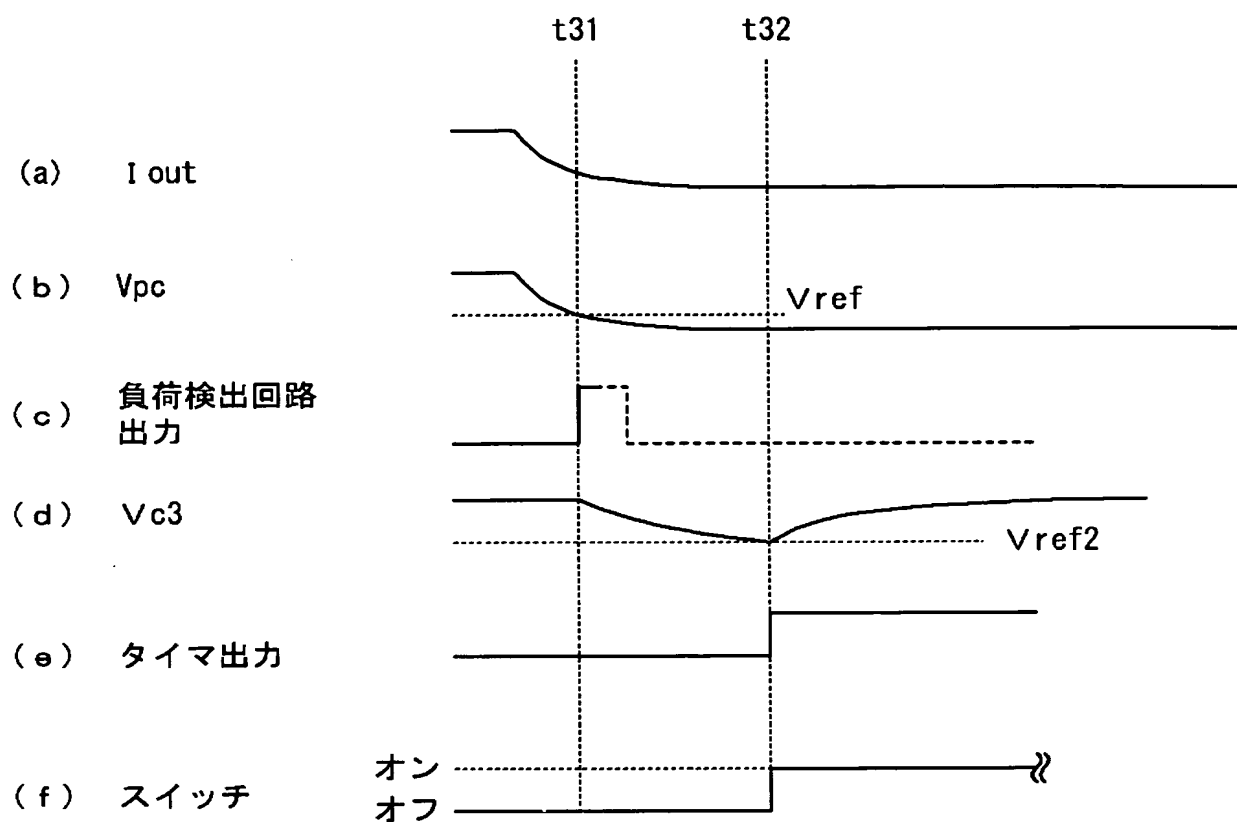 t31 t32
(a) Iout
(b) Vpc
Vref
(c) 負荷検出回路
出力
(d) Vc3
Vref2
(e) タイマ出力
オン
(f) スイッチ
オフ